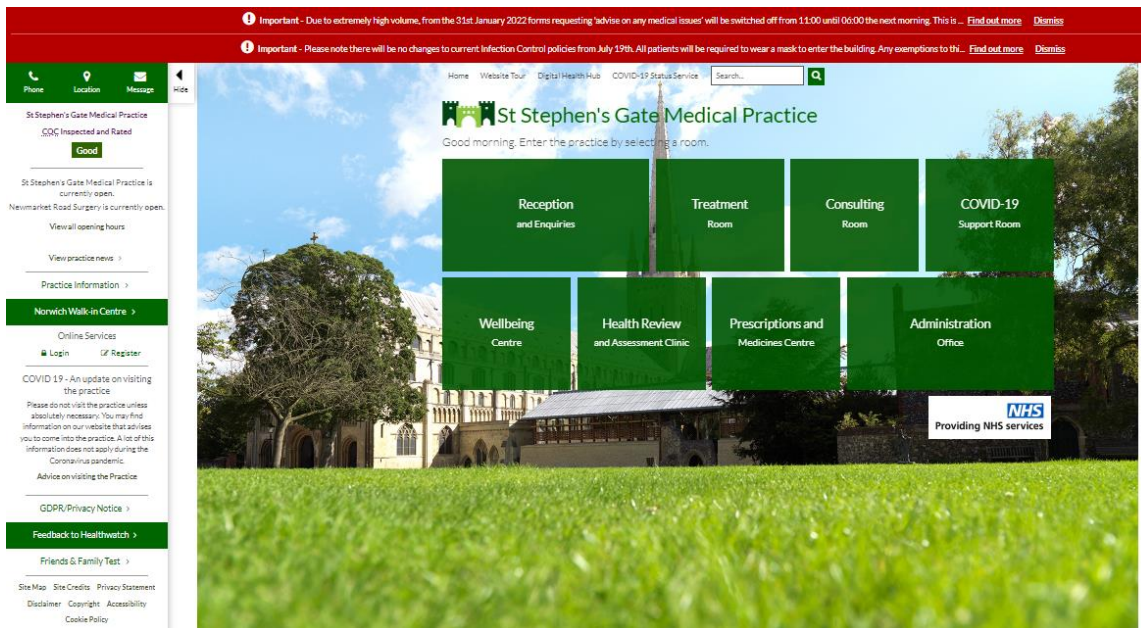 Important - Due to extremely high volume, from the 31st January 2022 forms requesting 'advise on any medical issues' will be switched off from 11:00 until 06:00 the next morning. This is ... Find out more Dismiss
Important - Please note there will be no changes to current Infection Control policies from July 19th. All patients will be required to wear a mask to enter the building. Any exemptions to thi... Find out more Dismiss
Phone Location Message Hide
St Stephen's Gate Medical Practice
CQC Inspected and Rated
Good
St Stephen's Gate Medical Practice is
currently open.
Newmarket Road Surgery is currently open.
View all opening hours
View practice news >
Practice Information >
Norwich Walk-in Centre >
Online Services
Login Register
COVID 19 - An update on visiting
the practice
Please do not visit the practice unless
absolutely necessary. You may find
information on our website that advises
you to come into the practice. A lot of this
information does not apply during the
Coronavirus pandemic.
Advice on visiting the Practice
GDPR/Privacy Notice >
Feedback to Healthwatch >
Friends & Family Test >
Site Map Site Credits Privacy Statement
Disclaimer Copyright Accessibility
Cookie Policy
Home Website Tour Digital Health Hub COVID-19 Status Service Search...
St Stephen's Gate Medical Practice
Good morning. Enter the practice by selecting a room.
Reception
and Enquiries
Treatment
Room
Consulting
Room
COVID-19
Support Room
Wellbeing
Centre
Health Review
and Assessment Clinic
Prescriptions and
Medicines Centre
Administration
Office
NHS
Providing NHS services